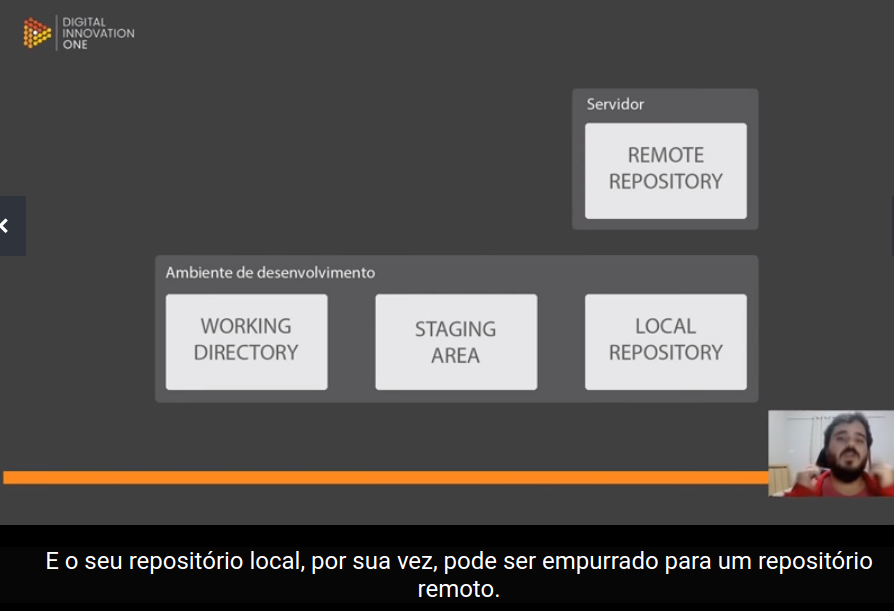 DIGITAL
INNOVATION
ONE
Servidor
REMOTE
REPOSITORY
Ambiente de desenvolvimento
WORKING
DIRECTORY
STAGING
AREA
LOCAL
REPOSITORY
E o seu repositório local, por sua vez, pode ser empurrado para um repositório
remoto.